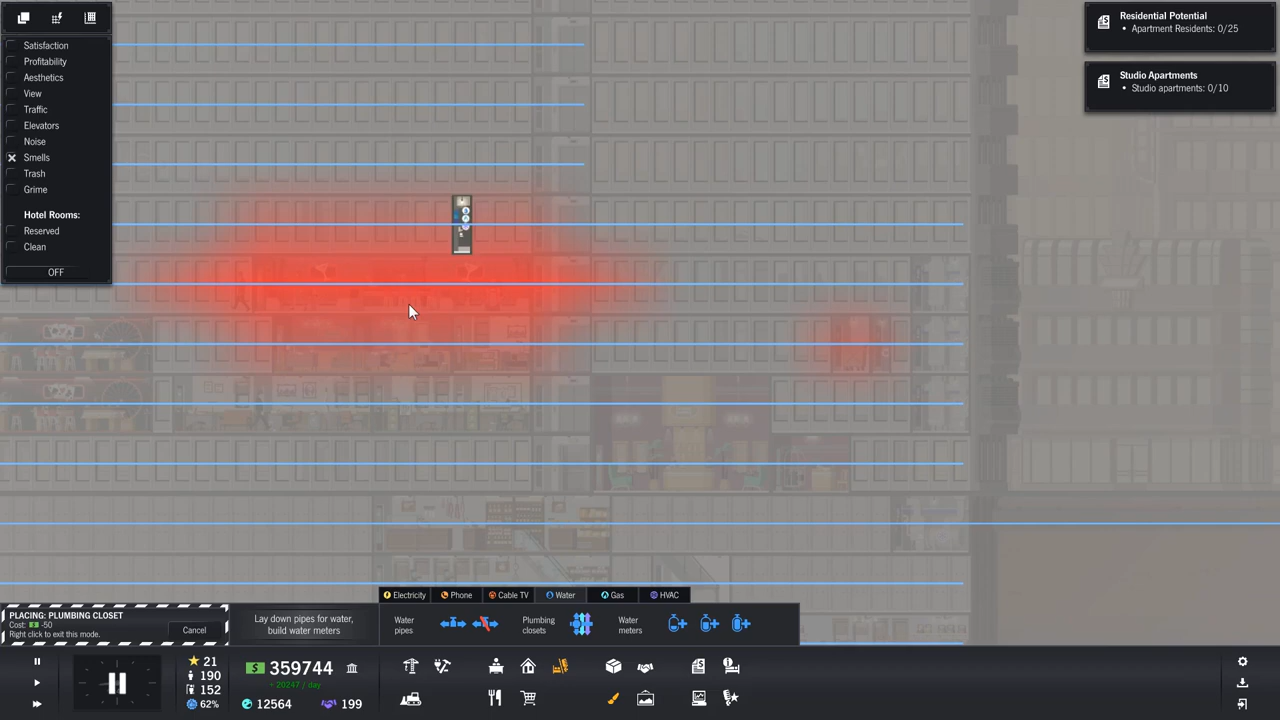 Satisfaction
Profitability
Aesthetics
View
Traffic
Elevators
Noise
Smells
Trash
Grime
Hotel Rooms:
Reserved
Clean
OFF
Residential Potential
• Apartment Residents: 0/25
Studio Apartments
• Studio apartments: 0/10
Electricity
Phone
Cable TV
Water
Gas
HVAC
PLACING: PLUMBING CLOSET
Cost: $ -50
Right click to exit this mode.
Cancel
Lay down pipes for water,
build water meters
Water
pipes
Plumbing
closets
Water
meters
21
190
152
62%
$ 359744
+ 20247 / day
12564
199